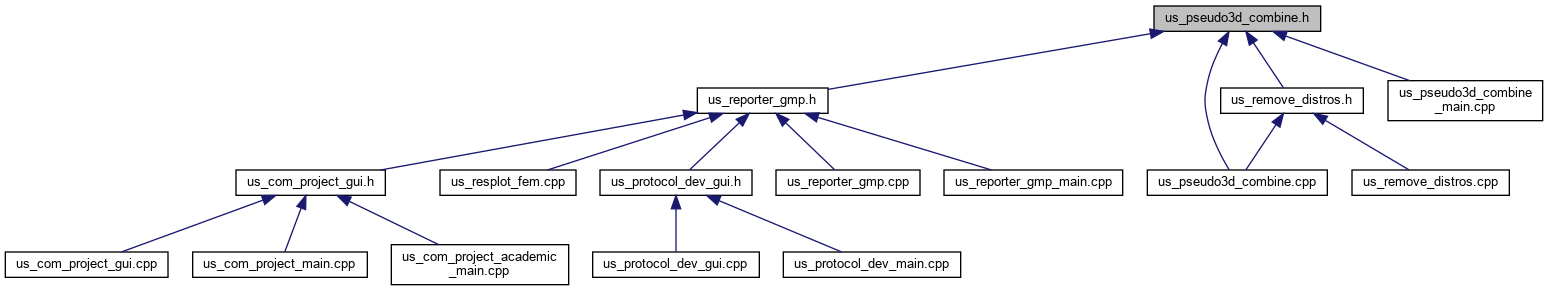 us_pseudo3d_combine.h
us_reporter_gmp.h
us_remove_distros.h
us_pseudo3d_combine
_main.cpp
us_com_project_gui.h
us_resplot_fem.cpp
us_protocol_dev_gui.h
us_reporter_gmp.cpp
us_reporter_gmp_main.cpp
us_pseudo3d_combine.cpp
us_remove_distros.cpp
us_com_project_gui.cpp
us_com_project_main.cpp
us_com_project_academic
_main.cpp
us_protocol_dev_gui.cpp
us_protocol_dev_main.cpp